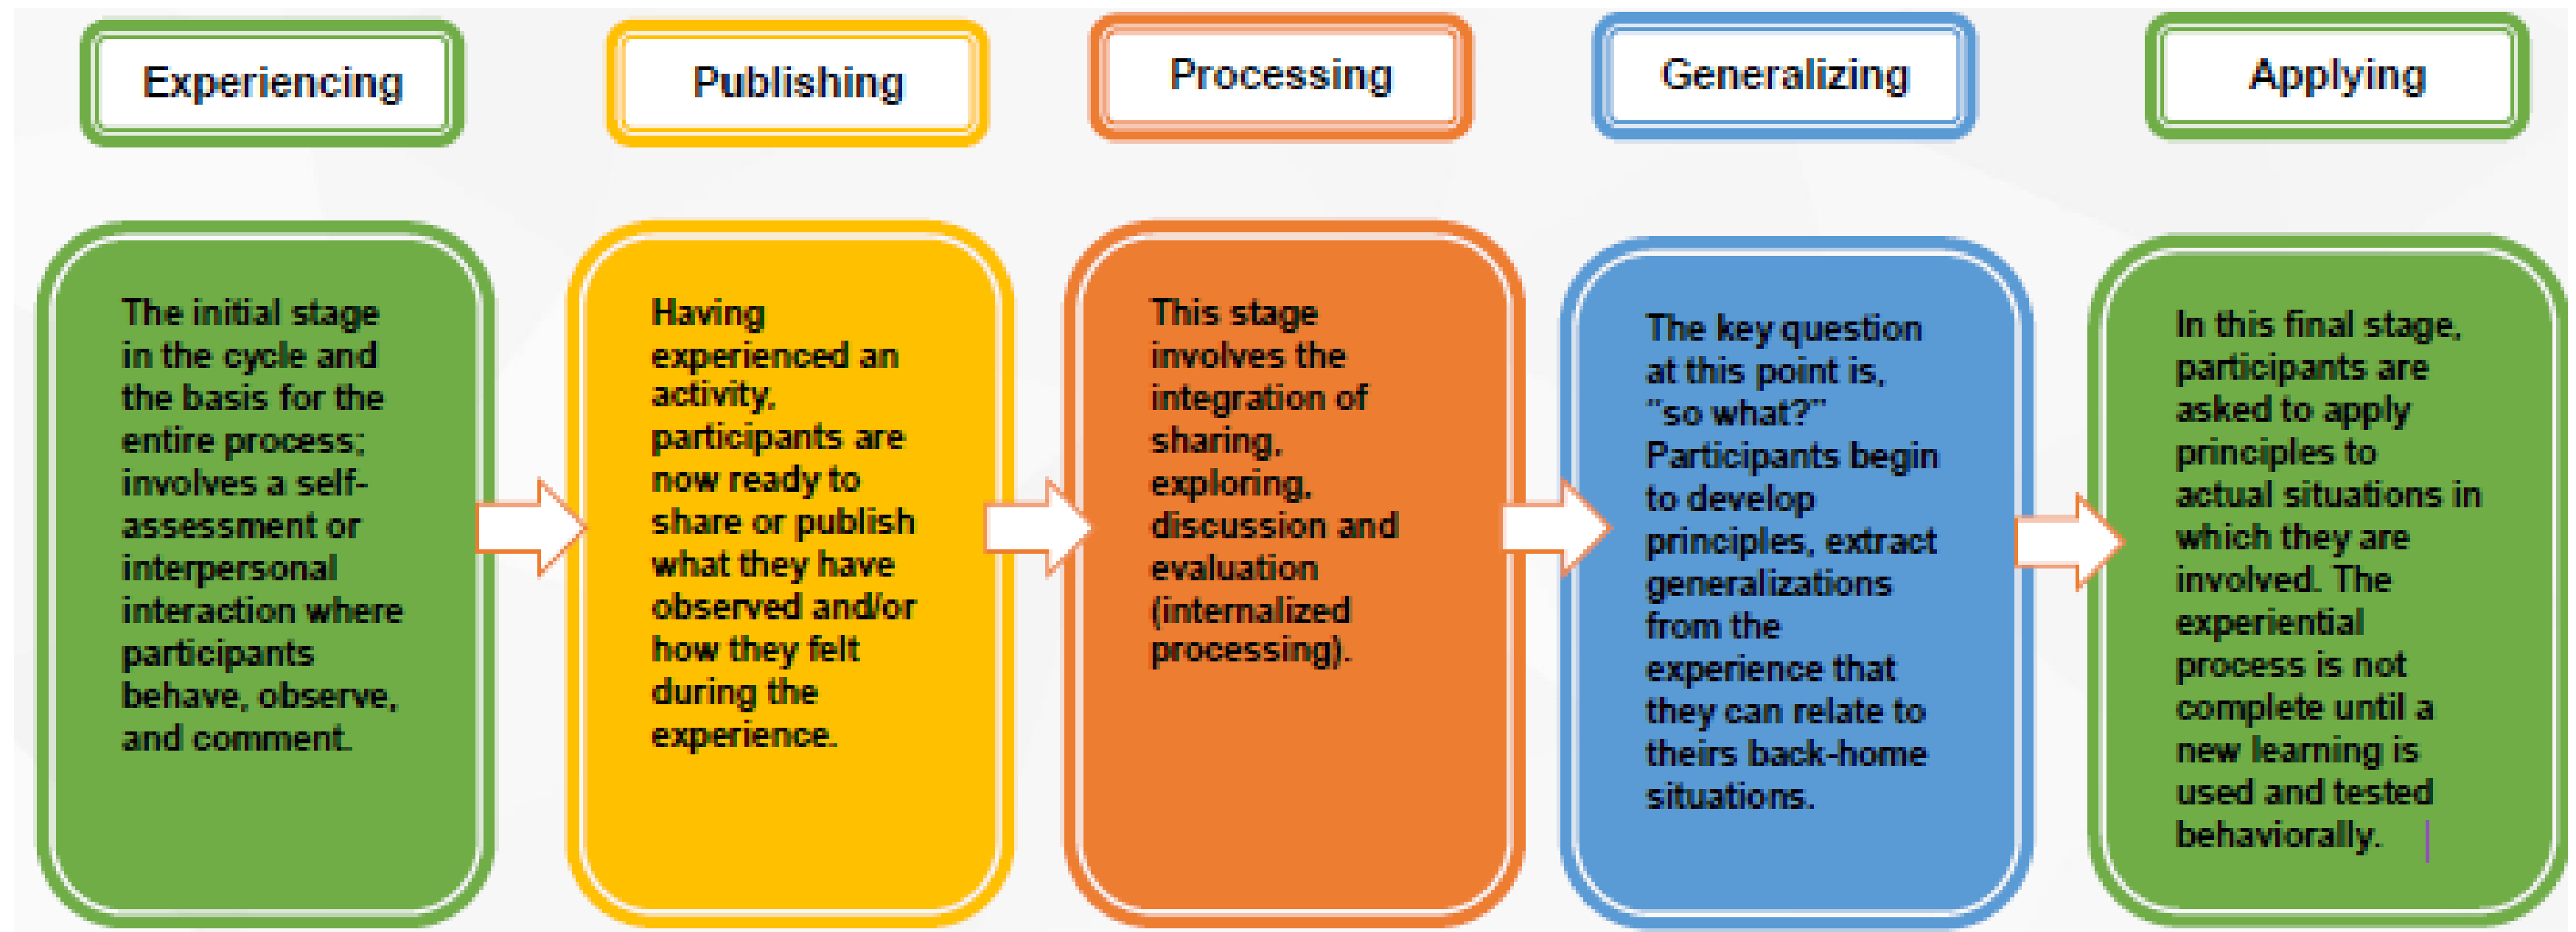 Experiencing
Publishing
Processing
Generalizing
Applying
The initial stage
in the cycle and
the basis for the
entire process;
involves a self-
assessment or
interpersonal
interaction where
participants
behave, observe,
and comment.
Having
experienced an
activity,
participants are
now ready to
share or publish
what they have
observed and/or
how they felt
during the
experience.
This stage
involves the
integration of
sharing,
exploring,
discussion and
evaluation
(internalized
processing).
The key question
at this point is,
"so what?"
Participants begin
to develop
principles, extract
generalizations
from the
experience that
they can relate to
theirs back-home
situations.
In this final stage,
participants are
asked to apply
principles to
actual situations in
which they are
involved. The
experiential
process is not
complete until a
new learning is
used and tested
behaviorally.